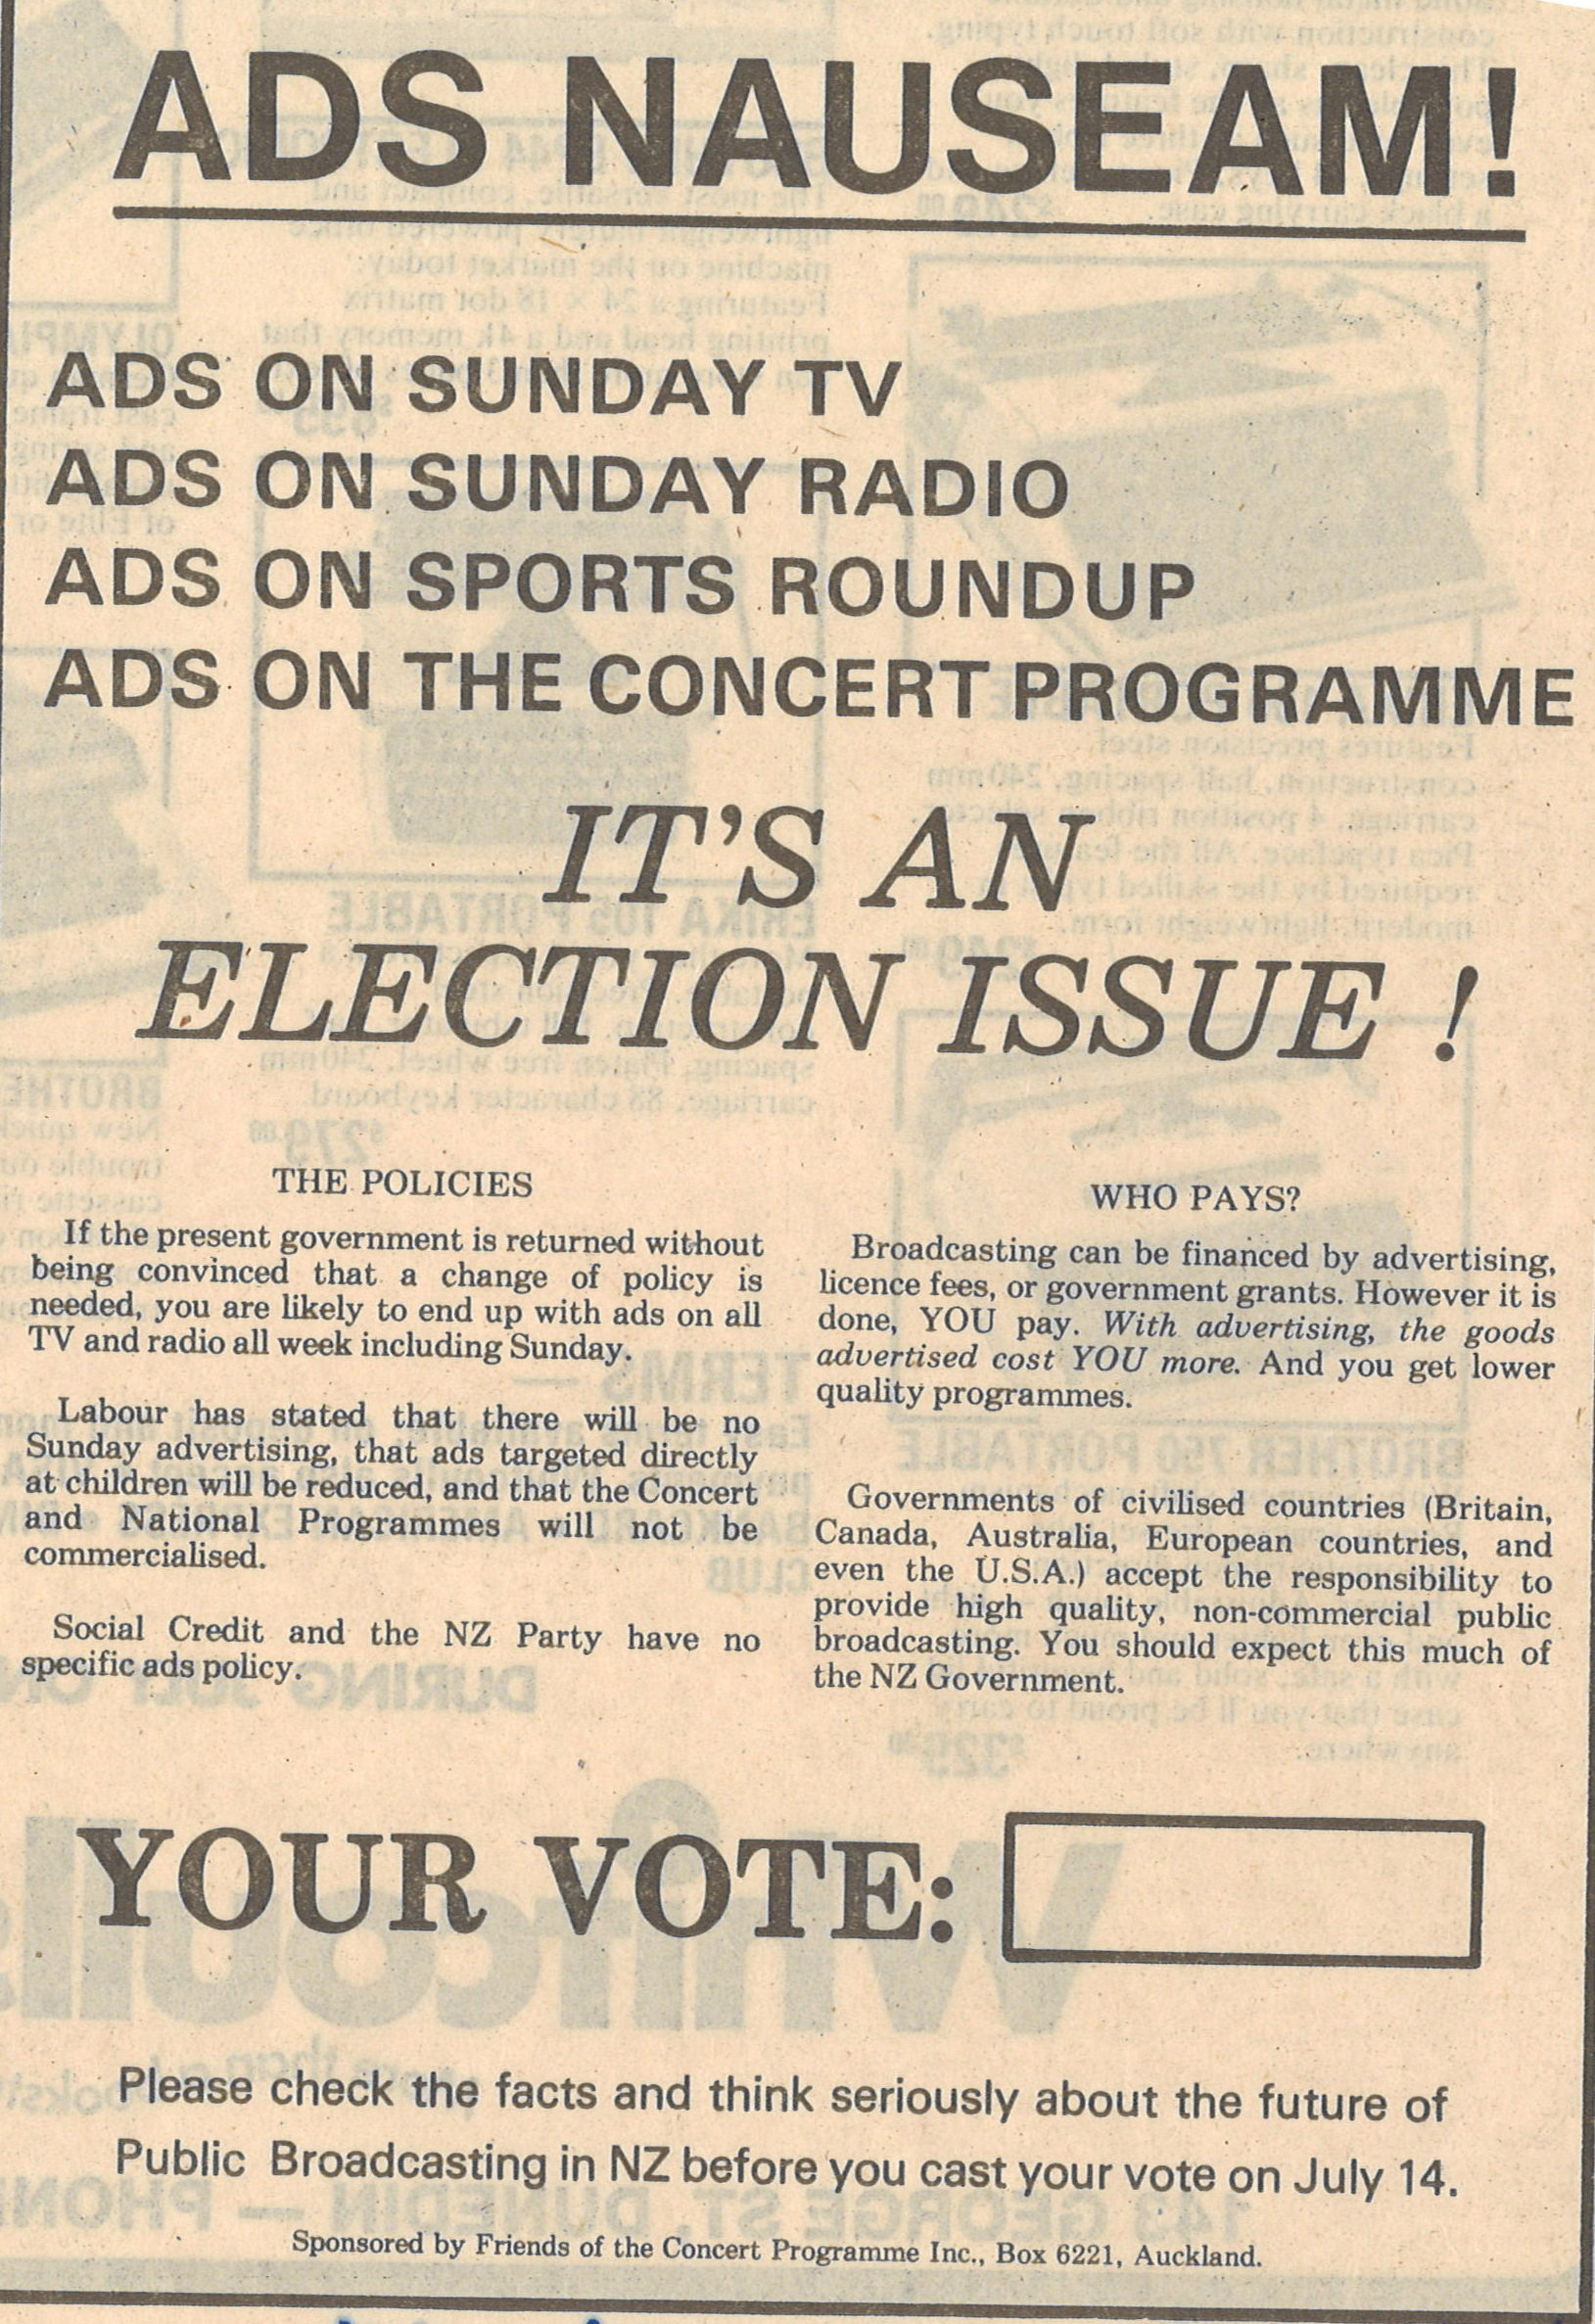 ADS NAUSEAM!
ADS ON SUNDAY TV
ADS ON SUNDAY RADIO
ADS ON SPORTS ROUNDUP
ADS ON THE CONCERT PROGRAMME
IT'S AN
ELECTION ISSUE !
THE POLICIES
If the present government is returned without
being convinced that a change of policy is
needed, you are likely to end up with ads on all
TV and radio all week including Sunday.
Labour has stated that there will be no
Sunday advertising, that ads targeted directly
at children will be reduced, and that the Concert
and National Programmes will not be
commercialised.
Social Credit and the NZ Party have no
specific ads policy.
WHO PAYS?
Broadcasting can be financed by advertising,
licence fees, or government grants. However it is
done, YOU pay. With advertising, the goods
advertised cost YOU more. And you get lower
quality programmes.
Governments of civilised countries (Britain,
Canada, Australia, European countries, and
even the U.S.A.) accept the responsibility to
provide high quality, non-commercial public
broadcasting. You should expect this much of
the NZ Government.
YOUR VOTE:
Please check the facts and think seriously about the future of
Public Broadcasting in NZ before you cast your vote on July 14.
Sponsored by Friends of the Concert Programme Inc., Box 6221, Auckland.